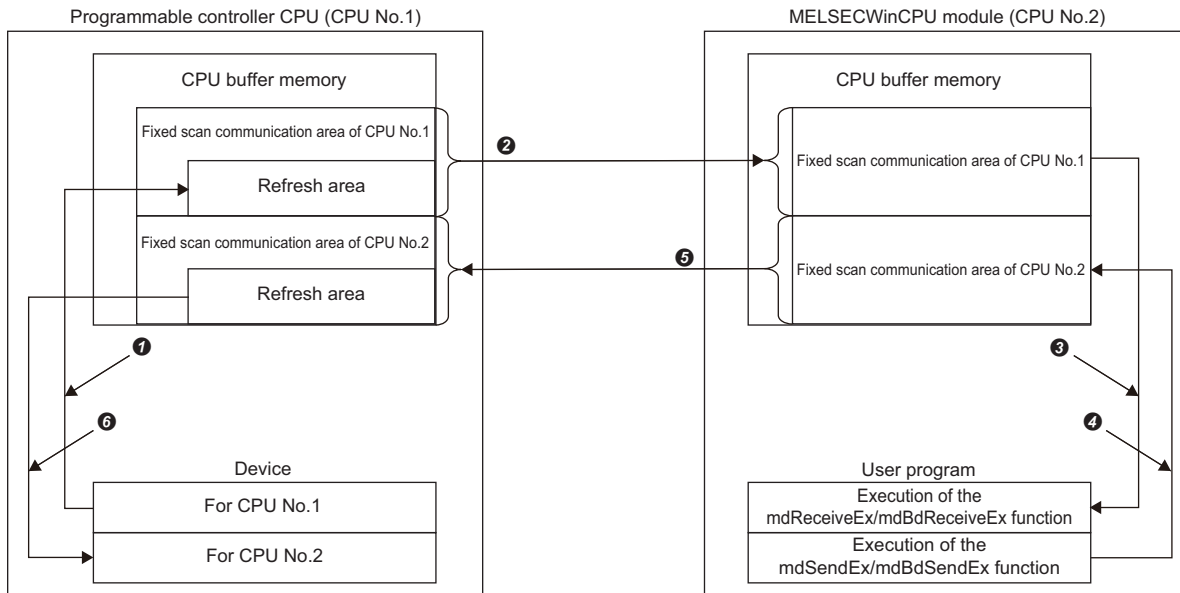 Programmable controller CPU (CPU No.1)
MELSECWinCPU module (CPU No.2)
CPU buffer memory
Fixed scan communication area of CPU No.1
Refresh area
Fixed scan communication area of CPU No.2
Refresh area
CPU buffer memory
Fixed scan communication area of CPU No.1
Fixed scan communication area of CPU No.2
❷
❺
❶
❻
❸
❹
Device
For CPU No.1
For CPU No.2
User program
Execution of the
mdReceiveEx/mdBdReceiveEx function
Execution of the
mdSendEx/mdBdSendEx function